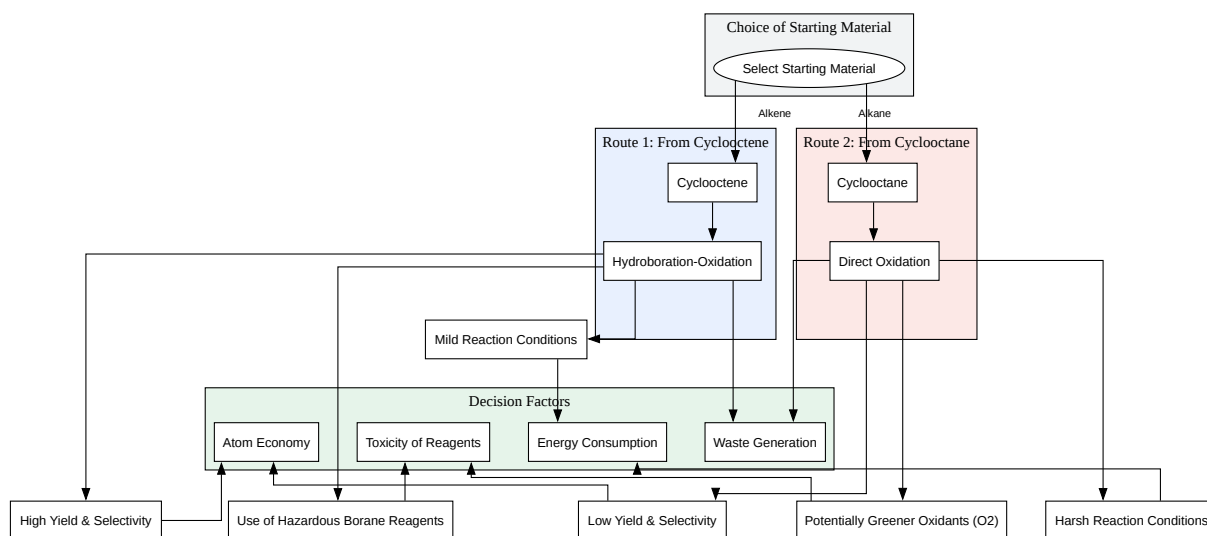 Choice of Starting Material
Select Starting Material
Alkene
Alkane
Route 1: From Cyclooctene
Route 2: From Cyclooctane
Cyclooctene
Cyclooctane
Hydroboration-Oxidation
Direct Oxidation
Mild Reaction Conditions
Decision Factors
Atom Economy
Toxicity of Reagents
Energy Consumption
Waste Generation
High Yield & Selectivity
Use of Hazardous Borane Reagents
Low Yield & Selectivity
Potentially Greener Oxidants (O2)
Harsh Reaction Conditions